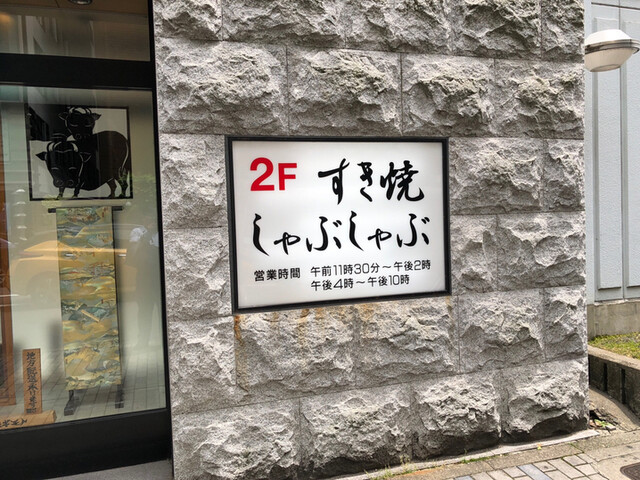 2F すき焼
しゃぶしゃぶ
営業時間 午前11時30分～午後2時
午後4時～午後10時